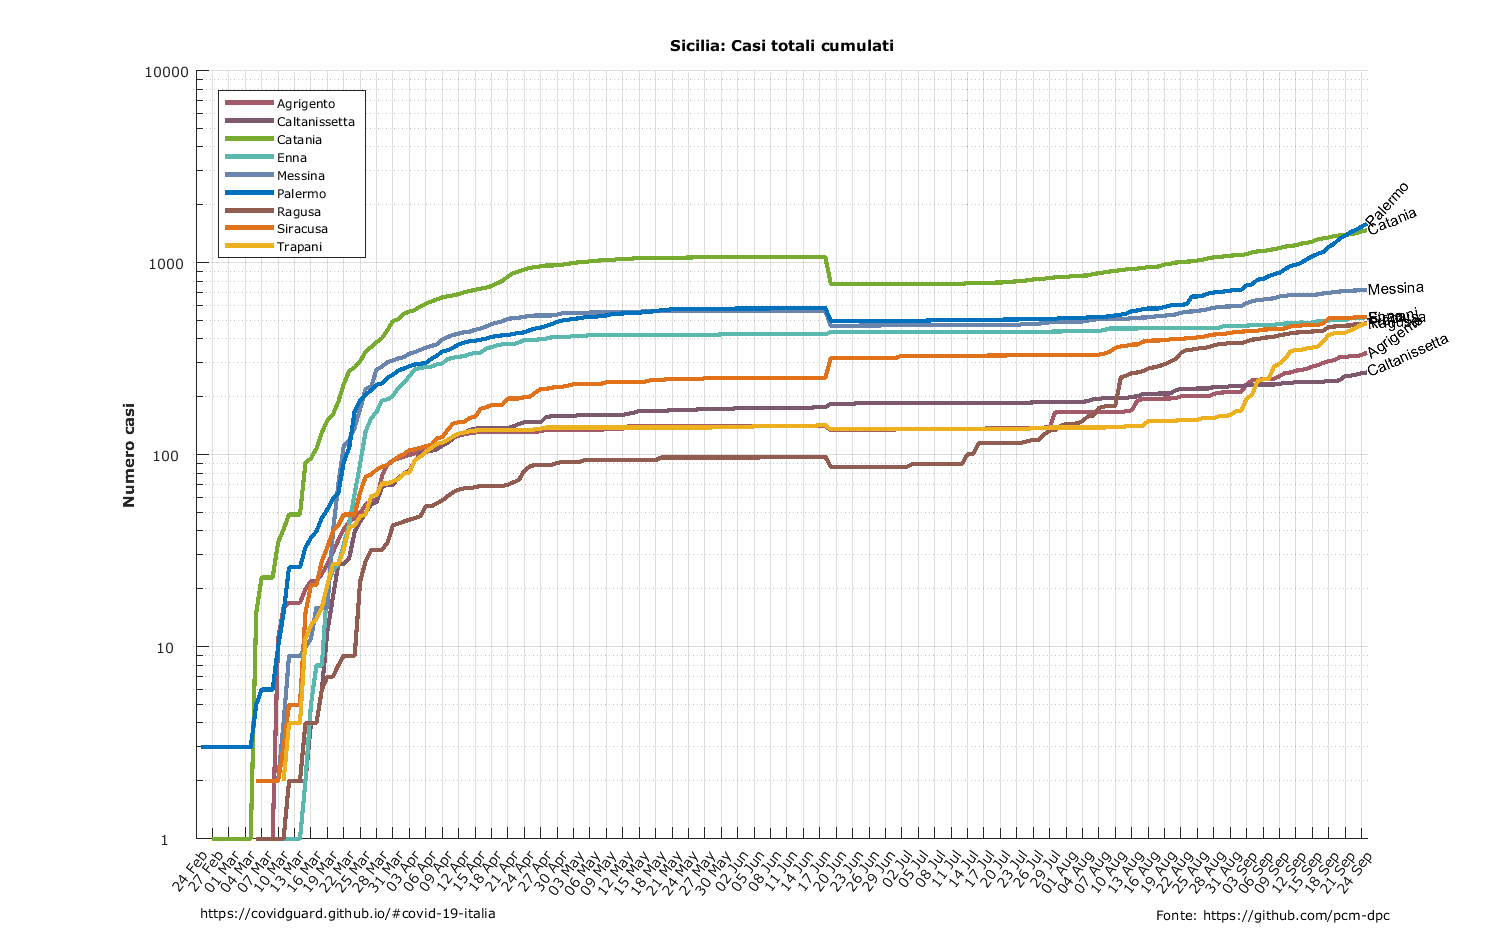 Sicilia: Casi totali cumulati
Numero casi
10000
1000
100
10
1
Agrigento
Caltanissetta
Catania
Enna
Messina
Palermo
Ragusa
Siracusa
Trapani
Palermo
Catania
Messina
Agrigento
Caltanissetta
24 Feb
27 Feb
01 Mar
04 Mar
07 Mar
10 Mar
13 Mar
16 Mar
19 Mar
22 Mar
25 Mar
28 Mar
31 Mar
03 Apr
06 Apr
09 Apr
12 Apr
15 Apr
18 Apr
21 Apr
24 Apr
27 Apr
30 Apr
03 May
06 May
09 May
12 May
15 May
18 May
21 May
24 May
27 May
30 May
02 Jun
05 Jun
08 Jun
11 Jun
14 Jun
17 Jun
20 Jun
23 Jun
26 Jun
29 Jun
02 Jul
05 Jul
08 Jul
11 Jul
14 Jul
17 Jul
20 Jul
23 Jul
26 Jul
29 Jul
01 Aug
04 Aug
07 Aug
10 Aug
13 Aug
16 Aug
19 Aug
22 Aug
25 Aug
28 Aug
31 Aug
03 Sep
06 Sep
09 Sep
12 Sep
15 Sep
18 Sep
21 Sep
24 Sep
https://covidguard.github.io/#covid-19-italia
Fonte: https://github.com/pcm-dpc